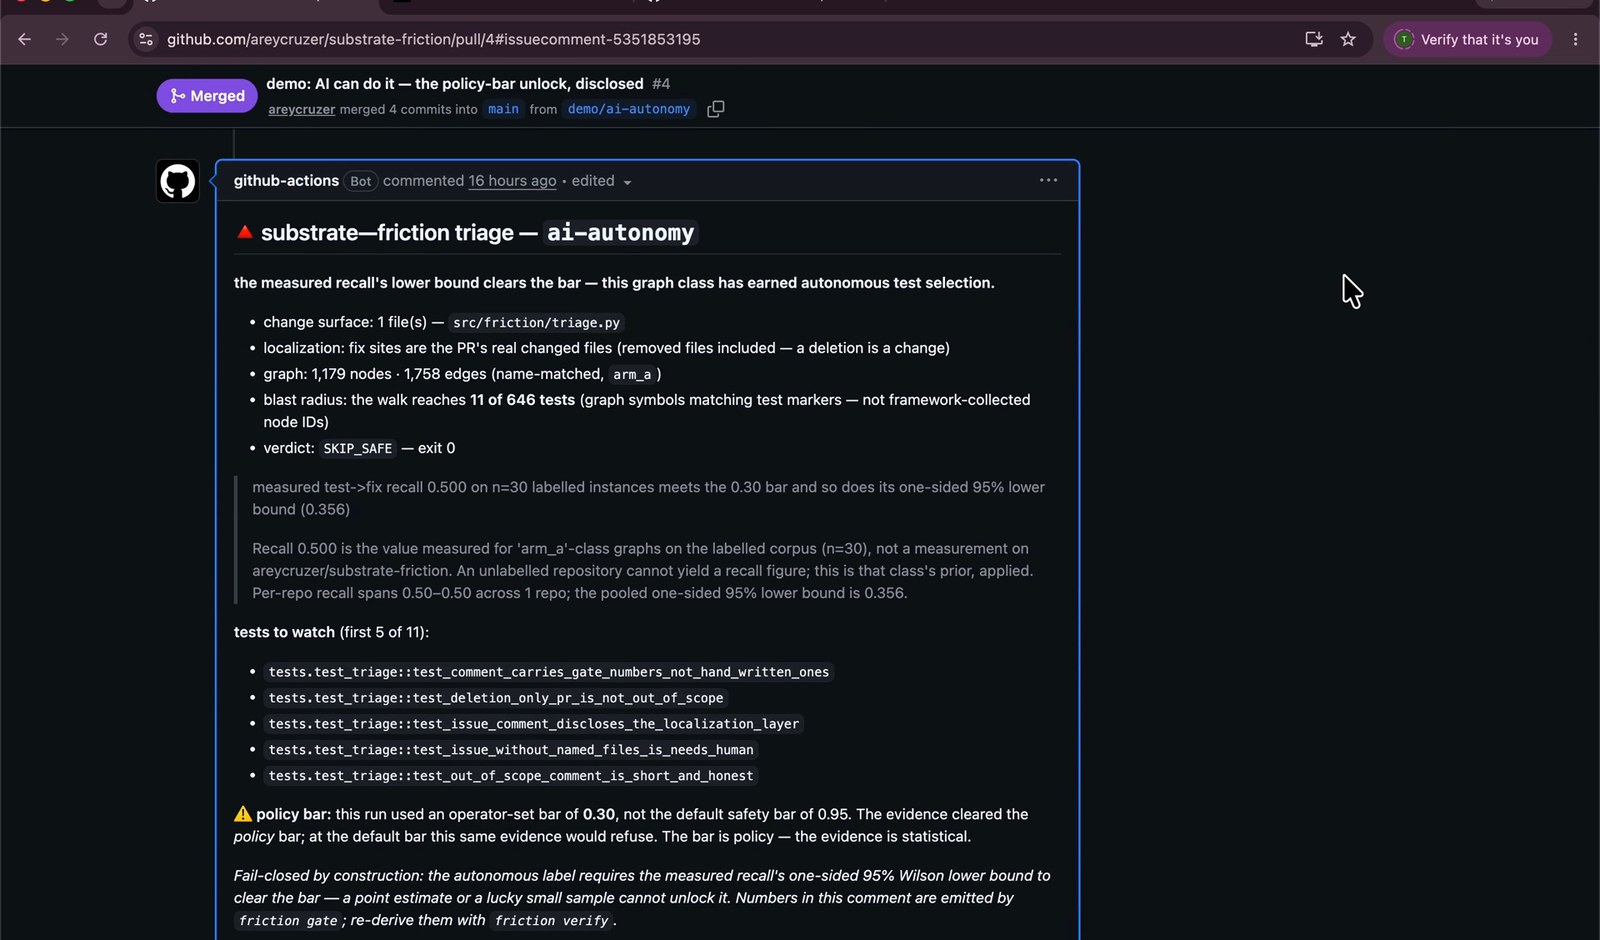 github.com/areycruzer/substrate-friction/pull/4#issuecomment-5351853195
T
Verify that it's you
Merged
demo: AI can do it — the policy-bar unlock, disclosed #4
areycruzer merged 4 commits into main from demo/ai-autonomy
github-actions Bot commented 16 hours ago • edited
substrate—friction triage — ai-autonomy
the measured recall's lower bound clears the bar — this graph class has earned autonomous test selection.
• change surface: 1 file(s) — src/friction/triage.py
• localization: fix sites are the PR's real changed files (removed files included — a deletion is a change)
• graph: 1,179 nodes · 1,758 edges (name-matched, arm_a)
• blast radius: the walk reaches 11 of 646 tests (graph symbols matching test markers — not framework-collected
node IDs)
• verdict: SKIP_SAFE — exit 0
measured test->fix recall 0.500 on n=30 labelled instances meets the 0.30 bar and so does its one-sided 95% lower
bound (0.356)
Recall 0.500 is the value measured for 'arm_a'-class graphs on the labelled corpus (n=30), not a measurement on
areycruzer/substrate-friction. An unlabelled repository cannot yield a recall figure; this is that class's prior, applied.
Per-repo recall spans 0.50–0.50 across 1 repo; the pooled one-sided 95% lower bound is 0.356.
tests to watch (first 5 of 11):
• tests.test_triage::test_comment_carries_gate_numbers_not_hand_written_ones
• tests.test_triage::test_deletion_only_pr_is_not_out_of_scope
• tests.test_triage::test_issue_comment_discloses_the_localization_layer
• tests.test_triage::test_issue_without_named_files_is_needs_human
• tests.test_triage::test_out_of_scope_comment_is_short_and_honest
⚠️ policy bar: this run used an operator-set bar of 0.30, not the default safety bar of 0.95. The evidence cleared the
policy bar; at the default bar this same evidence would refuse. The bar is policy — the evidence is statistical.
Fail-closed by construction: the autonomous label requires the measured recall's one-sided 95% Wilson lower bound to
clear the bar — a point estimate or a lucky small sample cannot unlock it. Numbers in this comment are emitted by
friction gate; re-derive them with friction verify.